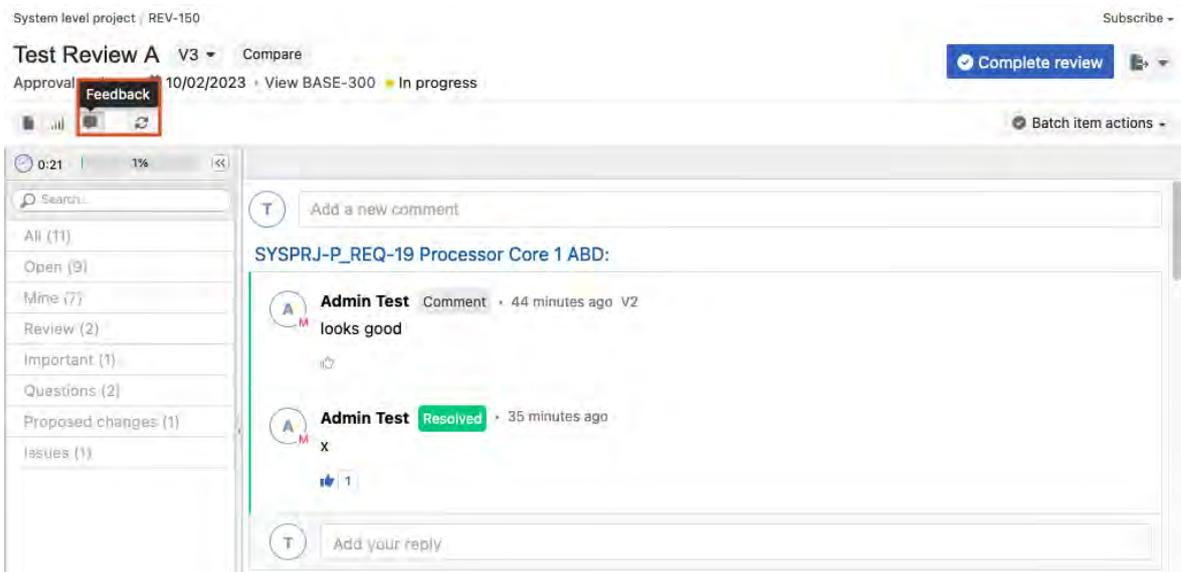 System level project / REV-150
Subscribe
Test Review A V3 Compare
Complete review
Approval 10/02/2023 • View BASE-300 In progress
Feedback
Batch item actions
0:21 1% <<
Search...
All (11)
Open (9)
Mine (7)
Review (2)
Important (1)
Questions (2)
Proposed changes (1)
Issues (1)
T Add a new comment
SYSPRJ-P_REQ-19 Processor Core 1 ABD:
A M Admin Test Comment • 44 minutes ago V2
looks good
A M Admin Test Resolved • 35 minutes ago
x
1
T Add your reply